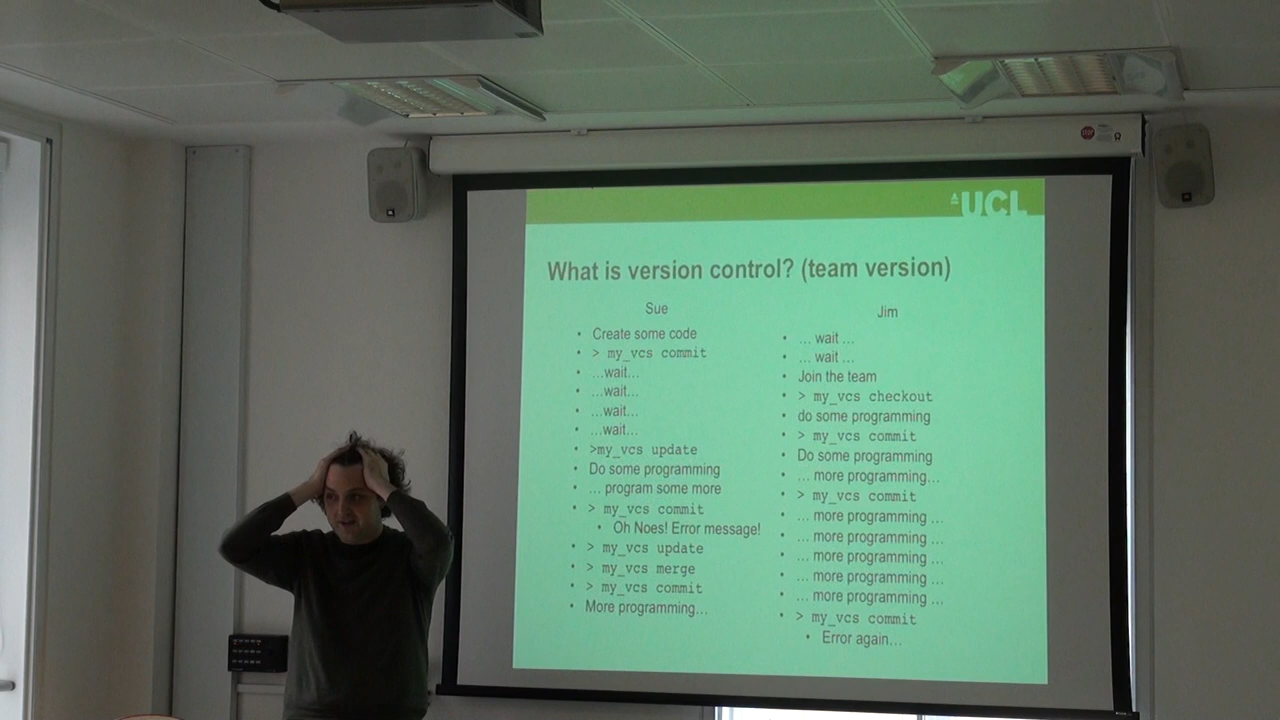 UCL
What is version control? (team version)
Sue
• Create some code
• > my_vcs commit
• ...wait...
• ...wait...
• ...wait...
• ...wait...
• >my_vcs update
• Do some programming
• ... program some more
• > my_vcs commit
• Oh Noes! Error message!
• > my_vcs update
• > my_vcs merge
• > my_vcs commit
• More programming...
Jim
• ... wait ...
• ... wait ...
• Join the team
• > my_vcs checkout
• do some programming
• > my_vcs commit
• Do some programming
• ... more programming...
• > my_vcs commit
• ... more programming ...
• ... more programming ...
• ... more programming ...
• ... more programming ...
• ... more programming ...
• > my_vcs commit
• Error again...